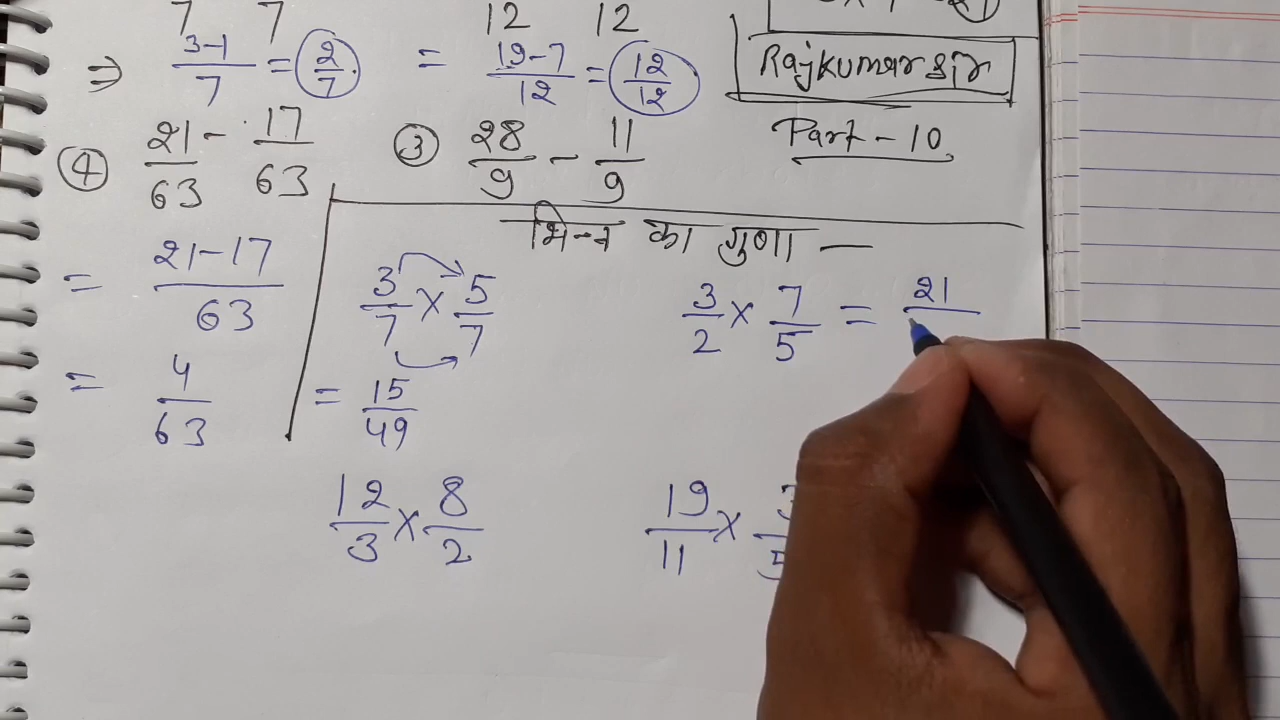 7 7
⇒ 3-1/7 = 2/7
12 12
= 19-7/12 = 12/12
Rajkumar सर
Part - 10
④ 21/63 - 17/63
= 21-17/63
= 4/63
③ 28/9 - 11/9
भिन्न का गुणा —
3/7 × 5/7
= 15/49
3/2 × 7/5 = 21
12/3 × 8/2
19/11 ×